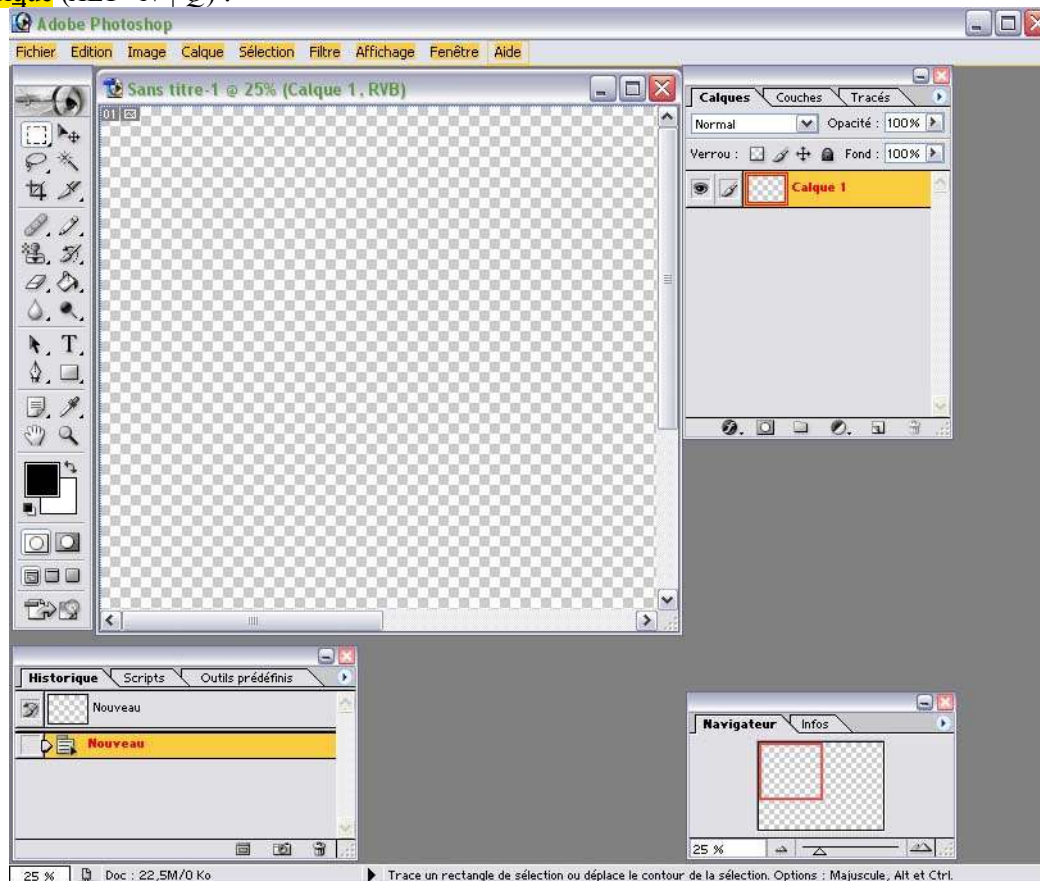 Adobe Photoshop
Fichier Edition Image Calque Sélection Filtre Affichage Fenêtre Aide
Sans titre-1 @ 25% (Calque 1, RVB)
01
Calques Couches Tracés
Normal Opacité : 100%
Verrou : Fond : 100%
Calque 1
T
Historique Scripts Outils prédéfinis
Nouveau
Nouveau
Navigateur Infos
25 %
25 % Doc : 22,5M/0 Ko Trace un rectangle de sélection ou déplace le contour de la sélection. Options : Majuscule, Alt et Ctrl.